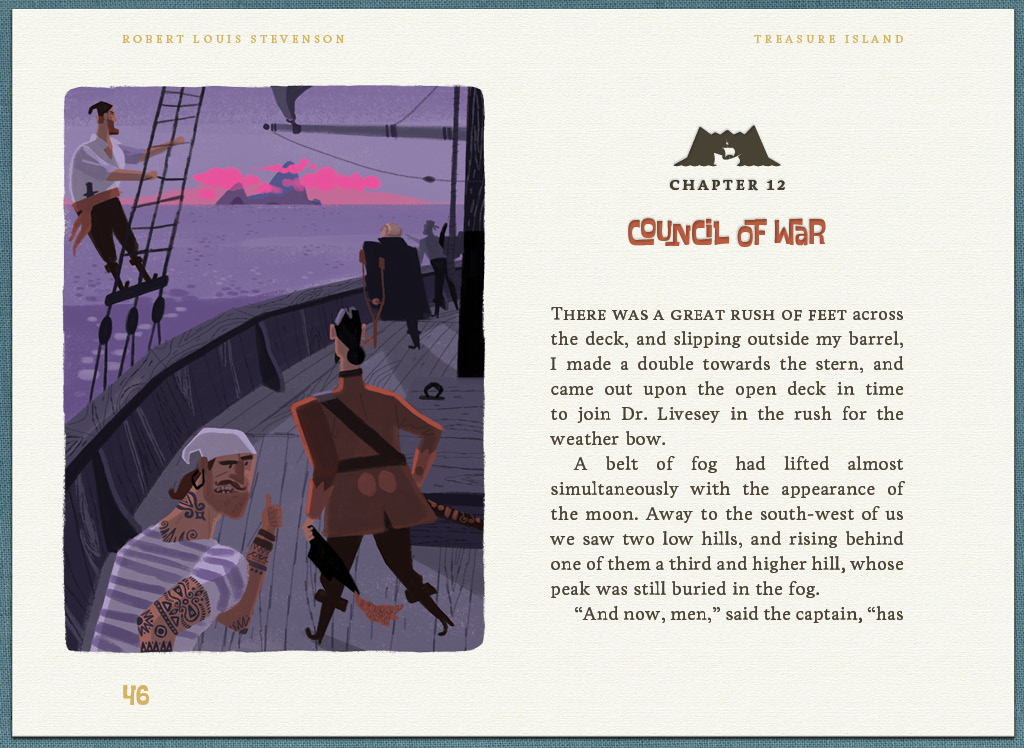 ROBERT LOUIS STEVENSON
TREASURE ISLAND
CHAPTER 12
COUNCIL OF WAR
THERE WAS A GREAT RUSH OF FEET across
the deck, and slipping outside my barrel,
I made a double towards the stern, and
came out upon the open deck in time
to join Dr. Livesey in the rush for the
weather bow.
A belt of fog had lifted almost
simultaneously with the appearance of
the moon. Away to the south-west of us
we saw two low hills, and rising behind
one of them a third and higher hill, whose
peak was still buried in the fog.
“And now, men,” said the captain, “has
46